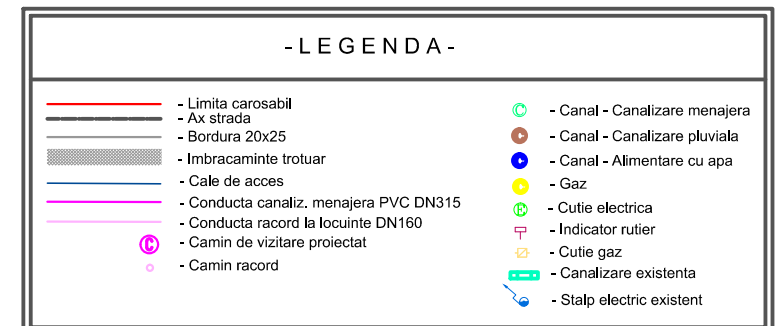 -LEGENDA-
- Limita carosabil
- Ax strada
- Bordura 20x25
- Imbracaminte trotuar
- Cale de acces
- Conducta canaliz. menajera PVC DN315
- Conducta racord la locuinte DN160
C - Camin de vizitare proiectat
- Camin racord
C - Canal - Canalizare menajera
- Canal - Canalizare pluviala
- Canal - Alimentare cu apa
- Gaz
E - Cutie electrica
- Indicator rutier
- Cutie gaz
- Canalizare existenta
- Stalp electric existent